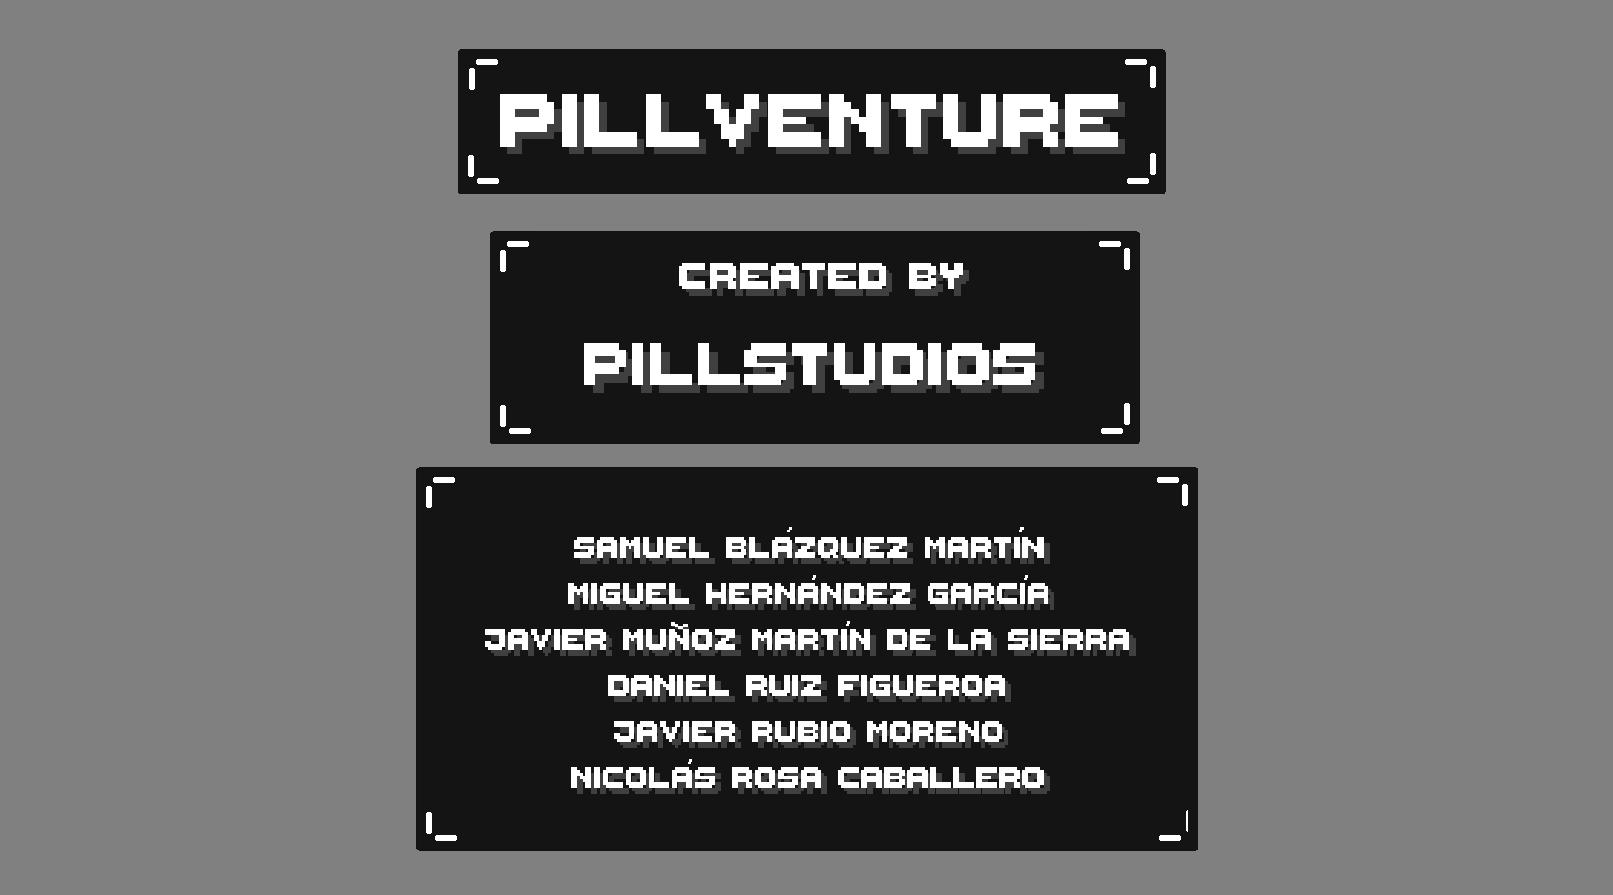 PILLVENTURE
CREATED BY
PILLSTUDIOS
SAMUEL BLÁZQUEZ MARTÍN
MIGUEL HERNÁNDEZ GARCÍA
JAVIER MUÑOZ MARTÍN DE LA SIERRA
DANIEL RUIZ FIGUEROA
JAVIER RUBIO MORENO
NICOLÁS ROSA CABALLERO